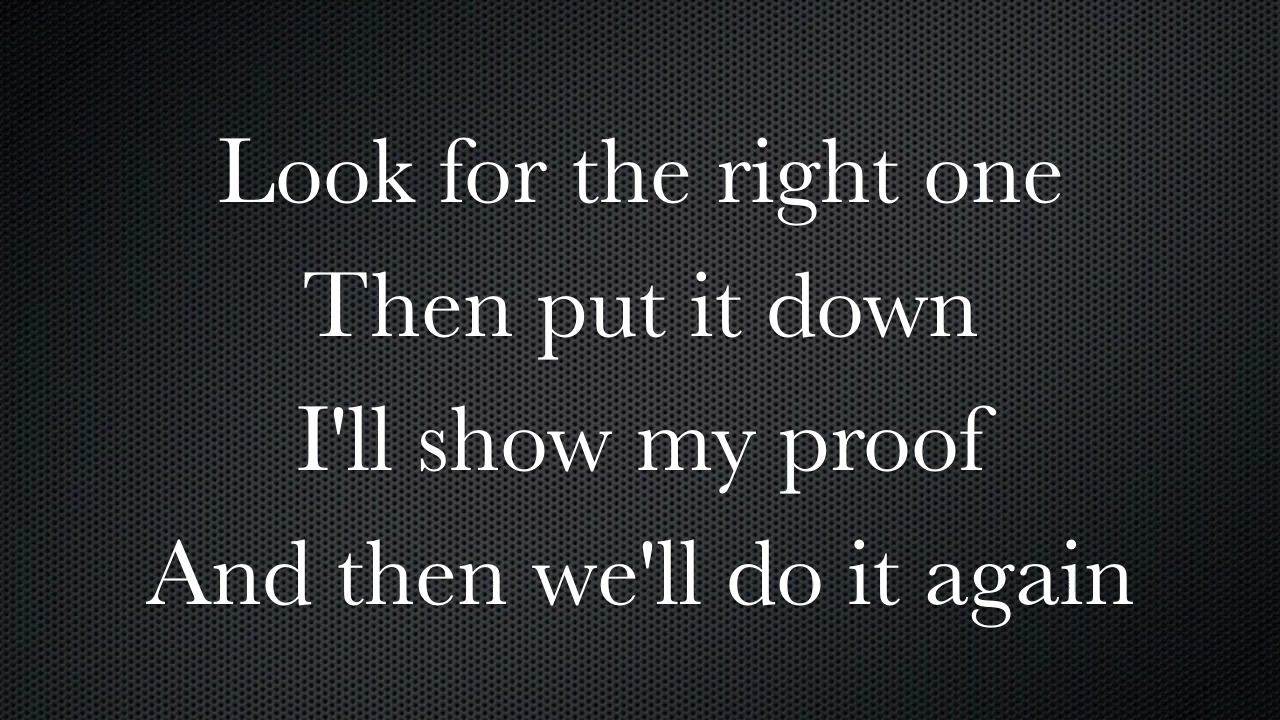 Look for the right one
Then put it down
I'll show my proof
And then we'll do it again